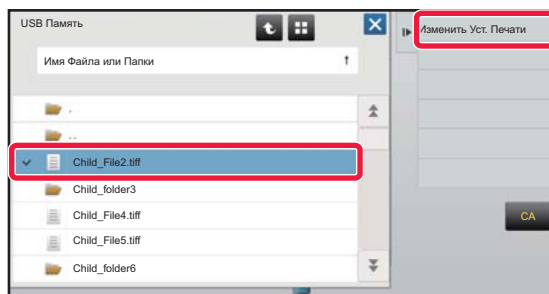 USB Память
Изменить Уст. Печати
Имя Файла или Папки
.
..
Child_File2.tiff
Child_folder3
Child_File4.tiff
Child_File5.tiff
Child_folder6
CA